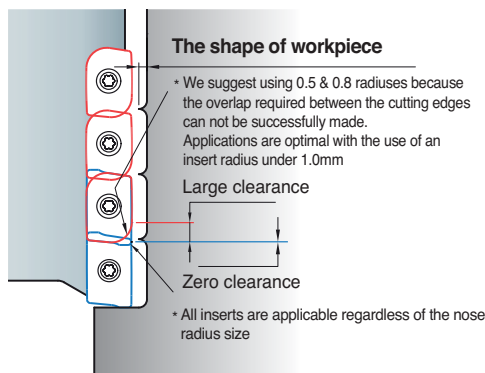 The shape of workpiece
* We suggest using 0.5 & 0.8 radiuses because
the overlap required between the cutting edges
can not be successfully made.
Applications are optimal with the use of an
insert radius under 1.0mm
Large clearance
Zero clearance
* All inserts are applicable regardless of the nose
radius size